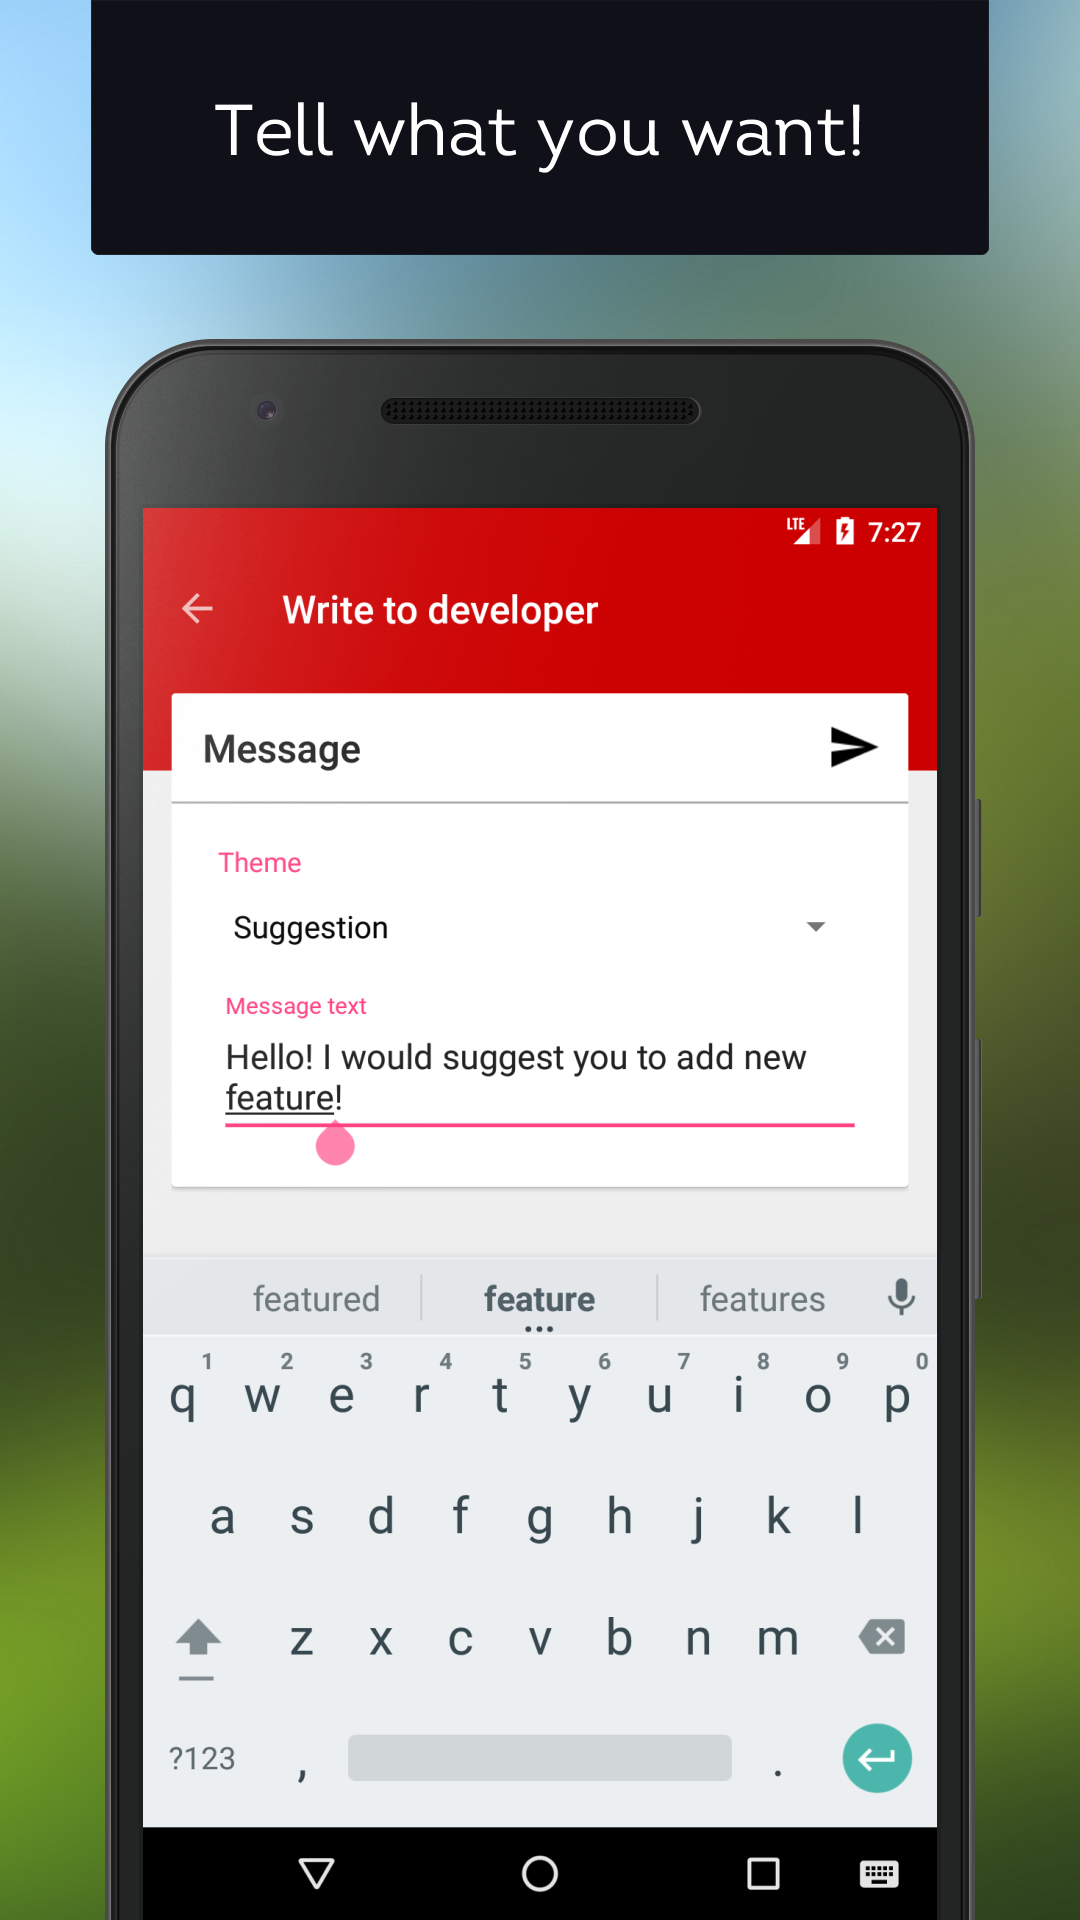 Tell what you want!
LTE 7:27
Write to developer
Message
Theme
Suggestion
Message text
Hello! I would suggest you to add new
feature!
featured feature features
1 2 3 4 5 6 7 8 9 0
q w e r t y u i o p
a s d f g h j k l
z x c v b n m
?123 , .